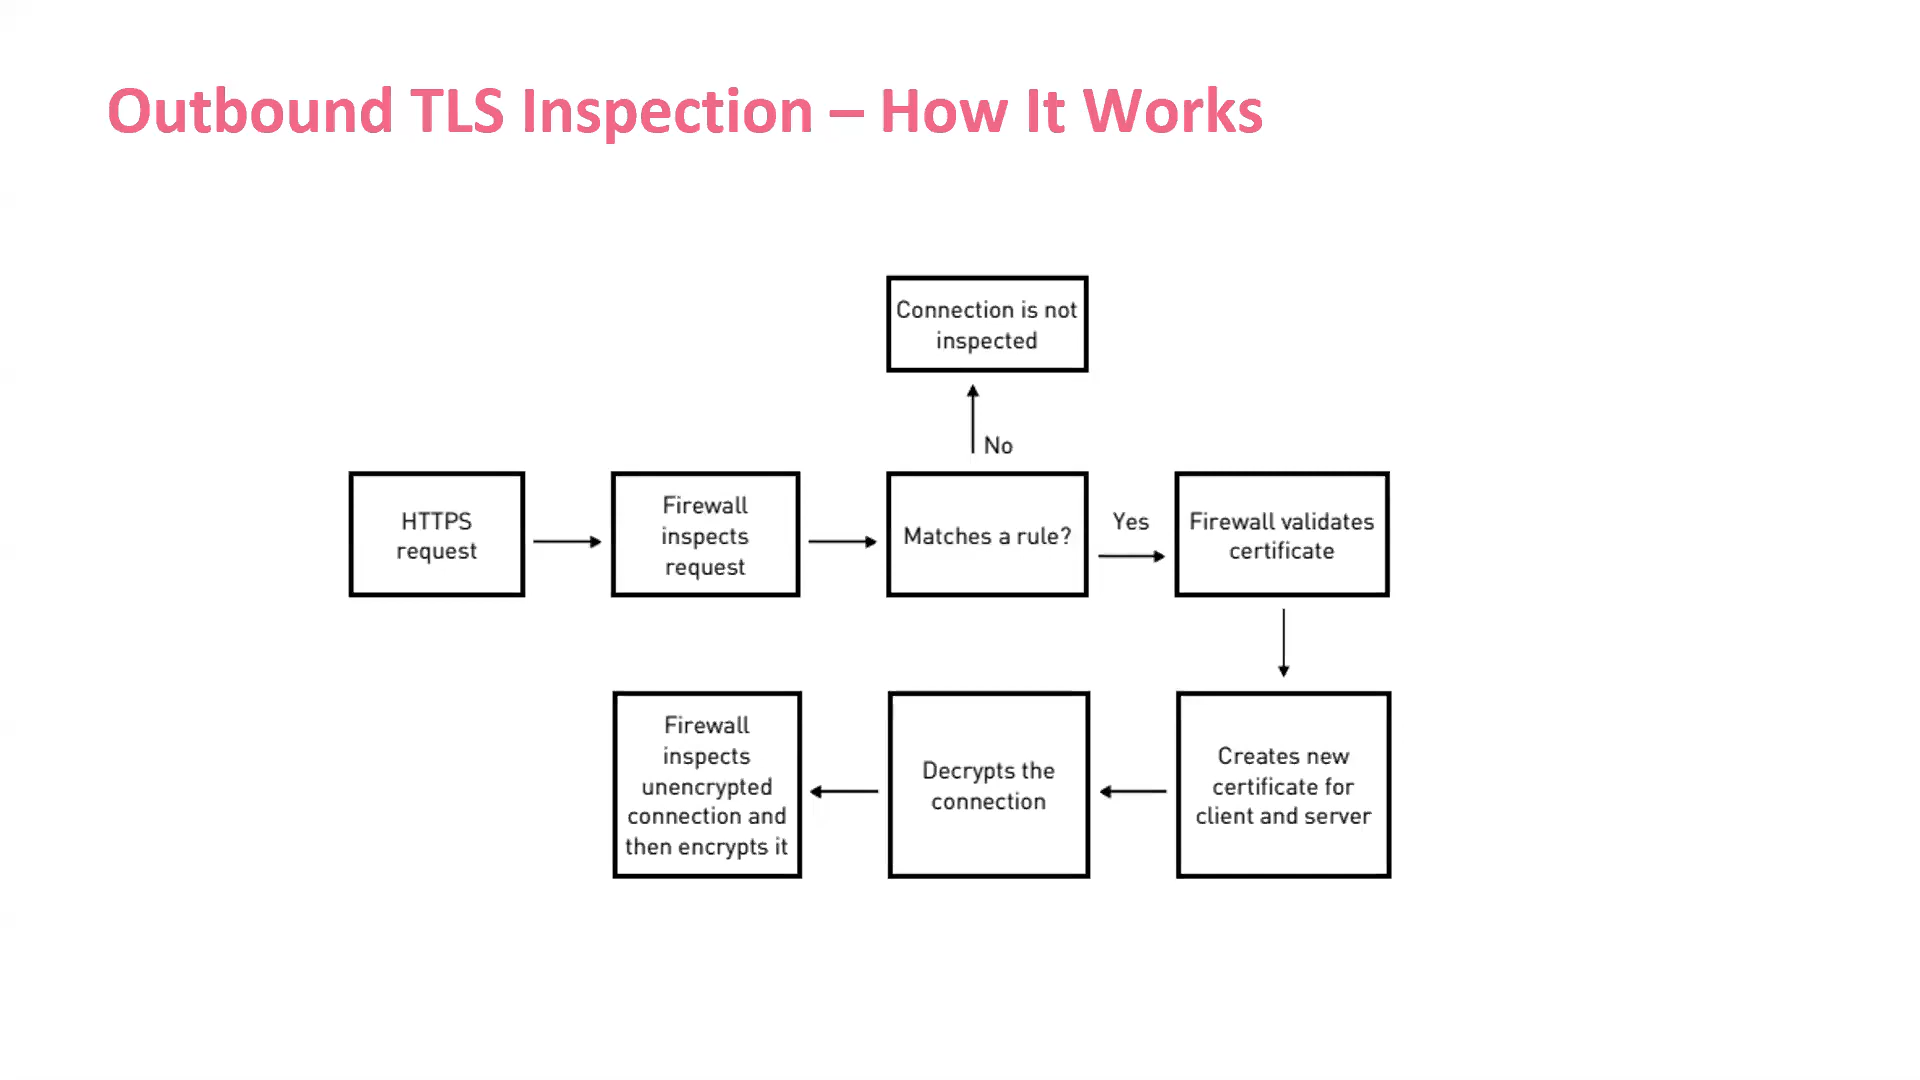 Outbound TLS Inspection – How It Works
Connection is not
inspected
No
HTTPS
request
Firewall
inspects
request
Matches a rule?
Yes
Firewall validates
certificate
Firewall
inspects
unencrypted
connection and
then encrypts it
Decrypts the
connection
Creates new
certificate for
client and server